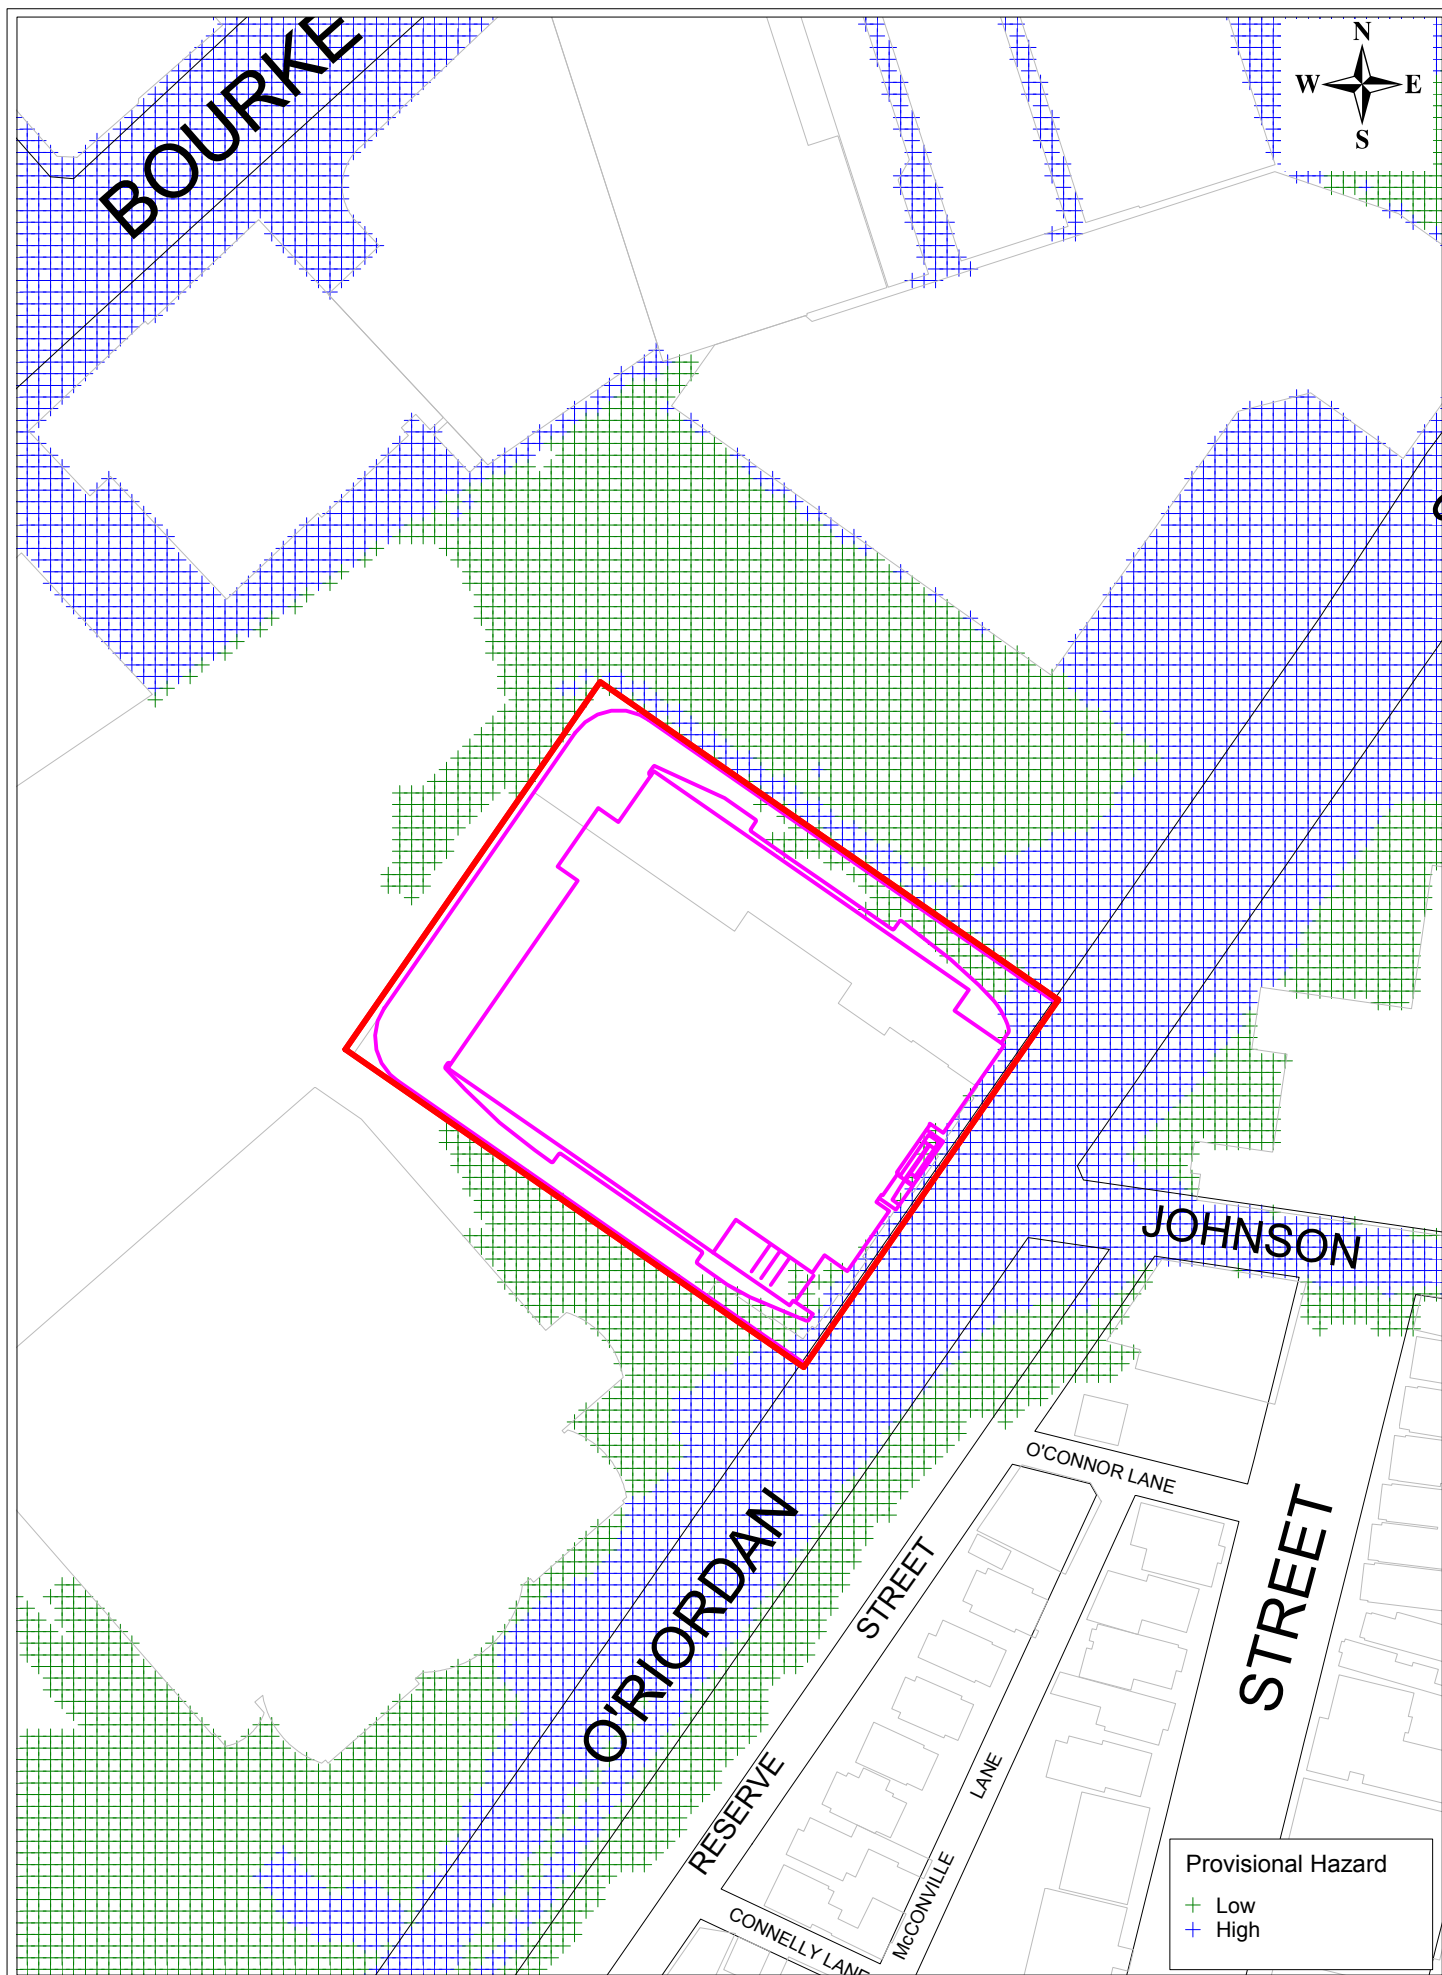 BOURKE
N
W E
S
JOHNSON
O'CONNOR LANE
STREET
STREET
O'RIORDAN
RESERVE
LANE
McCONVILLE
CONNELLY LANE
Provisional Hazard
Low
High